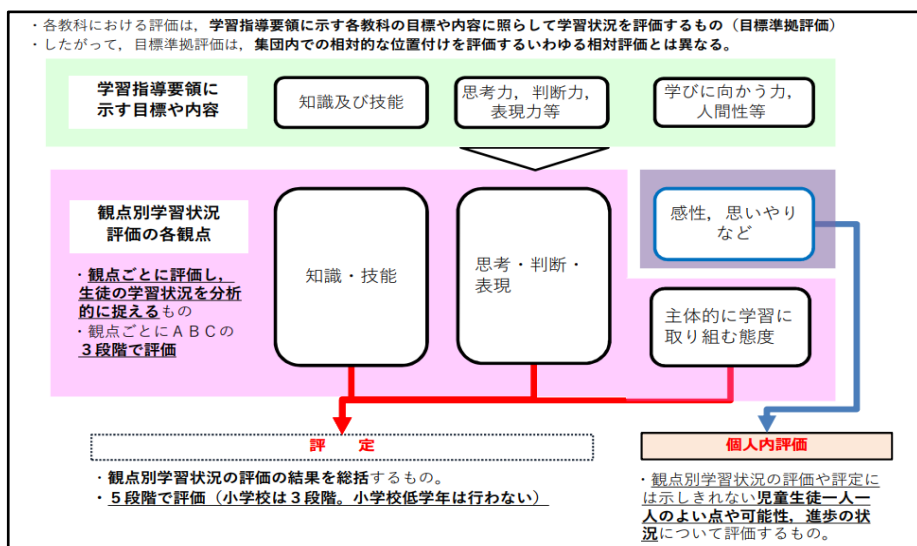 ・各教科における評価は，学習指導要領に示す各教科の目標や内容に照らして学習状況を評価するもの（目標準拠評価）
・したがって，目標準拠評価は，集団内での相対的な位置付けを評価するいわゆる相対評価とは異なる。
学習指導要領に
示す目標や内容
知識及び技能
思考力，判断力，
表現力等
学びに向かう力，
人間性等
観点別学習状況
評価の各観点
・観点ごとに評価し，
生徒の学習状況を分析
的に捉えるもの
・観点ごとにＡＢＣの
３段階で評価
知識・技能
思考・判断・
表現
感性，思いやり
など
主体的に学習に
取り組む態度
評　定
・観点別学習状況の評価の結果を総括するもの。
・５段階で評価（小学校は３段階。小学校低学年は行わない）
個人内評価
・観点別学習状況の評価や評定に
は示しきれない児童生徒一人一
人のよい点や可能性，進歩の状
況について評価するもの。